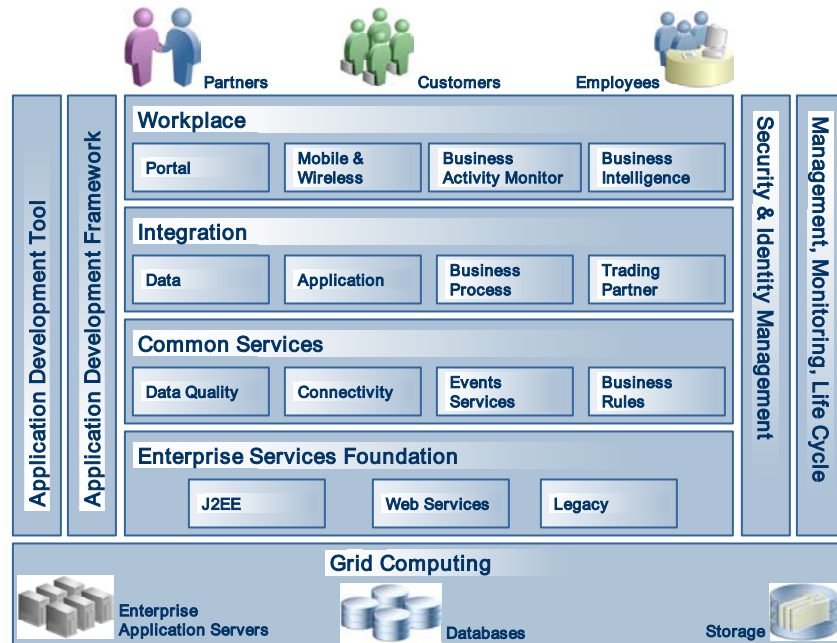 Partners
Customers
Employees
Application Development Tool
Application Development Framework
Workplace
Portal
Mobile &
Wireless
Business
Activity Monitor
Business
Intelligence
Integration
Data
Application
Business
Process
Trading
Partner
Common Services
Data Quality
Connectivity
Events
Services
Business
Rules
Enterprise Services Foundation
J2EE
Web Services
Legacy
Security & Identity Management
Management, Monitoring, Life Cycle
Grid Computing
Enterprise
Application Servers
Databases
Storage